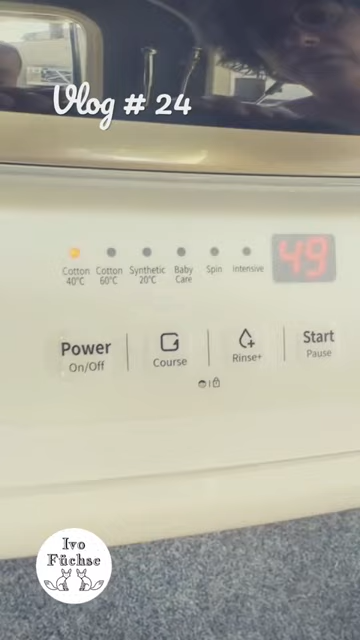 Vlog # 24
49
Cotton 40°C
Cotton 60°C
Synthetic 20°C
Baby Care
Spin
Intensive
Power On/Off
Course
Rinse+
Start Pause
Ivo
Füchse